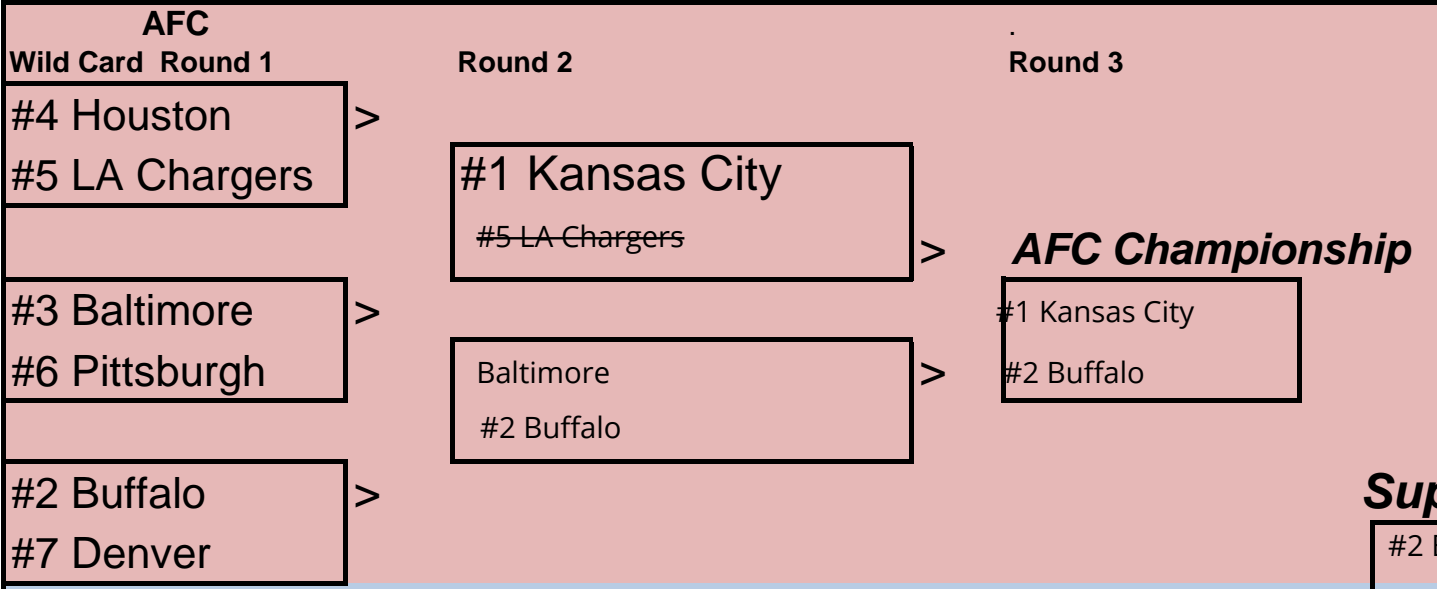 AFC
.
Wild Card Round 1
Round 2
Round 3
#4 Houston
>
#5 LA Chargers
#1 Kansas City
#5 LA Chargers
>
AFC Championship
#3 Baltimore
>
#1 Kansas City
#6 Pittsburgh
Baltimore
>
#2 Buffalo
#2 Buffalo
#2 Buffalo
>
#7 Denver
#2